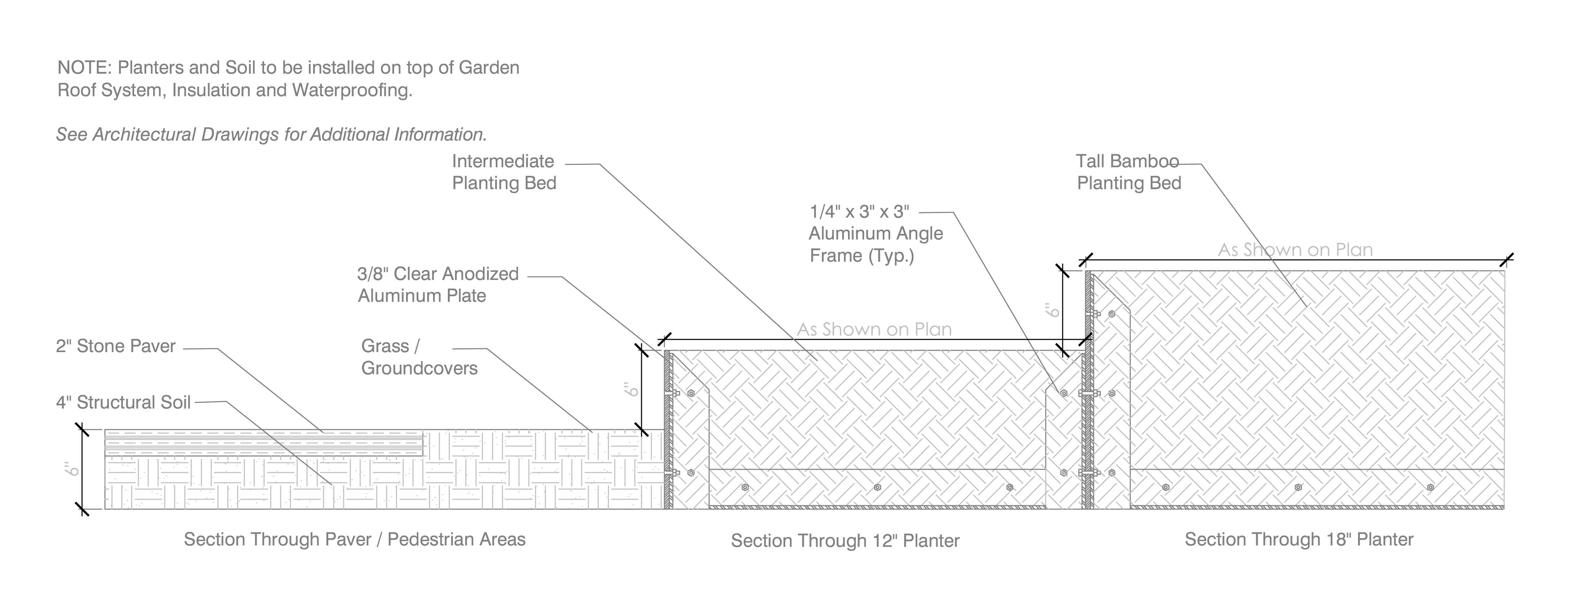 NOTE: Planters and Soil to be installed on top of Garden
Roof System, Insulation and Waterproofing.
See Architectural Drawings for Additional Information.
Intermediate
Planting Bed
Tall Bamboo
Planting Bed
1/4" x 3" x 3"
Aluminum Angle
Frame (Typ.)
As Shown on Plan
3/8" Clear Anodized
Aluminum Plate
6"
As Shown on Plan
2" Stone Paver
Grass /
Groundcovers
6"
4" Structural Soil
6"
Section Through Paver / Pedestrian Areas
Section Through 12" Planter
Section Through 18" Planter